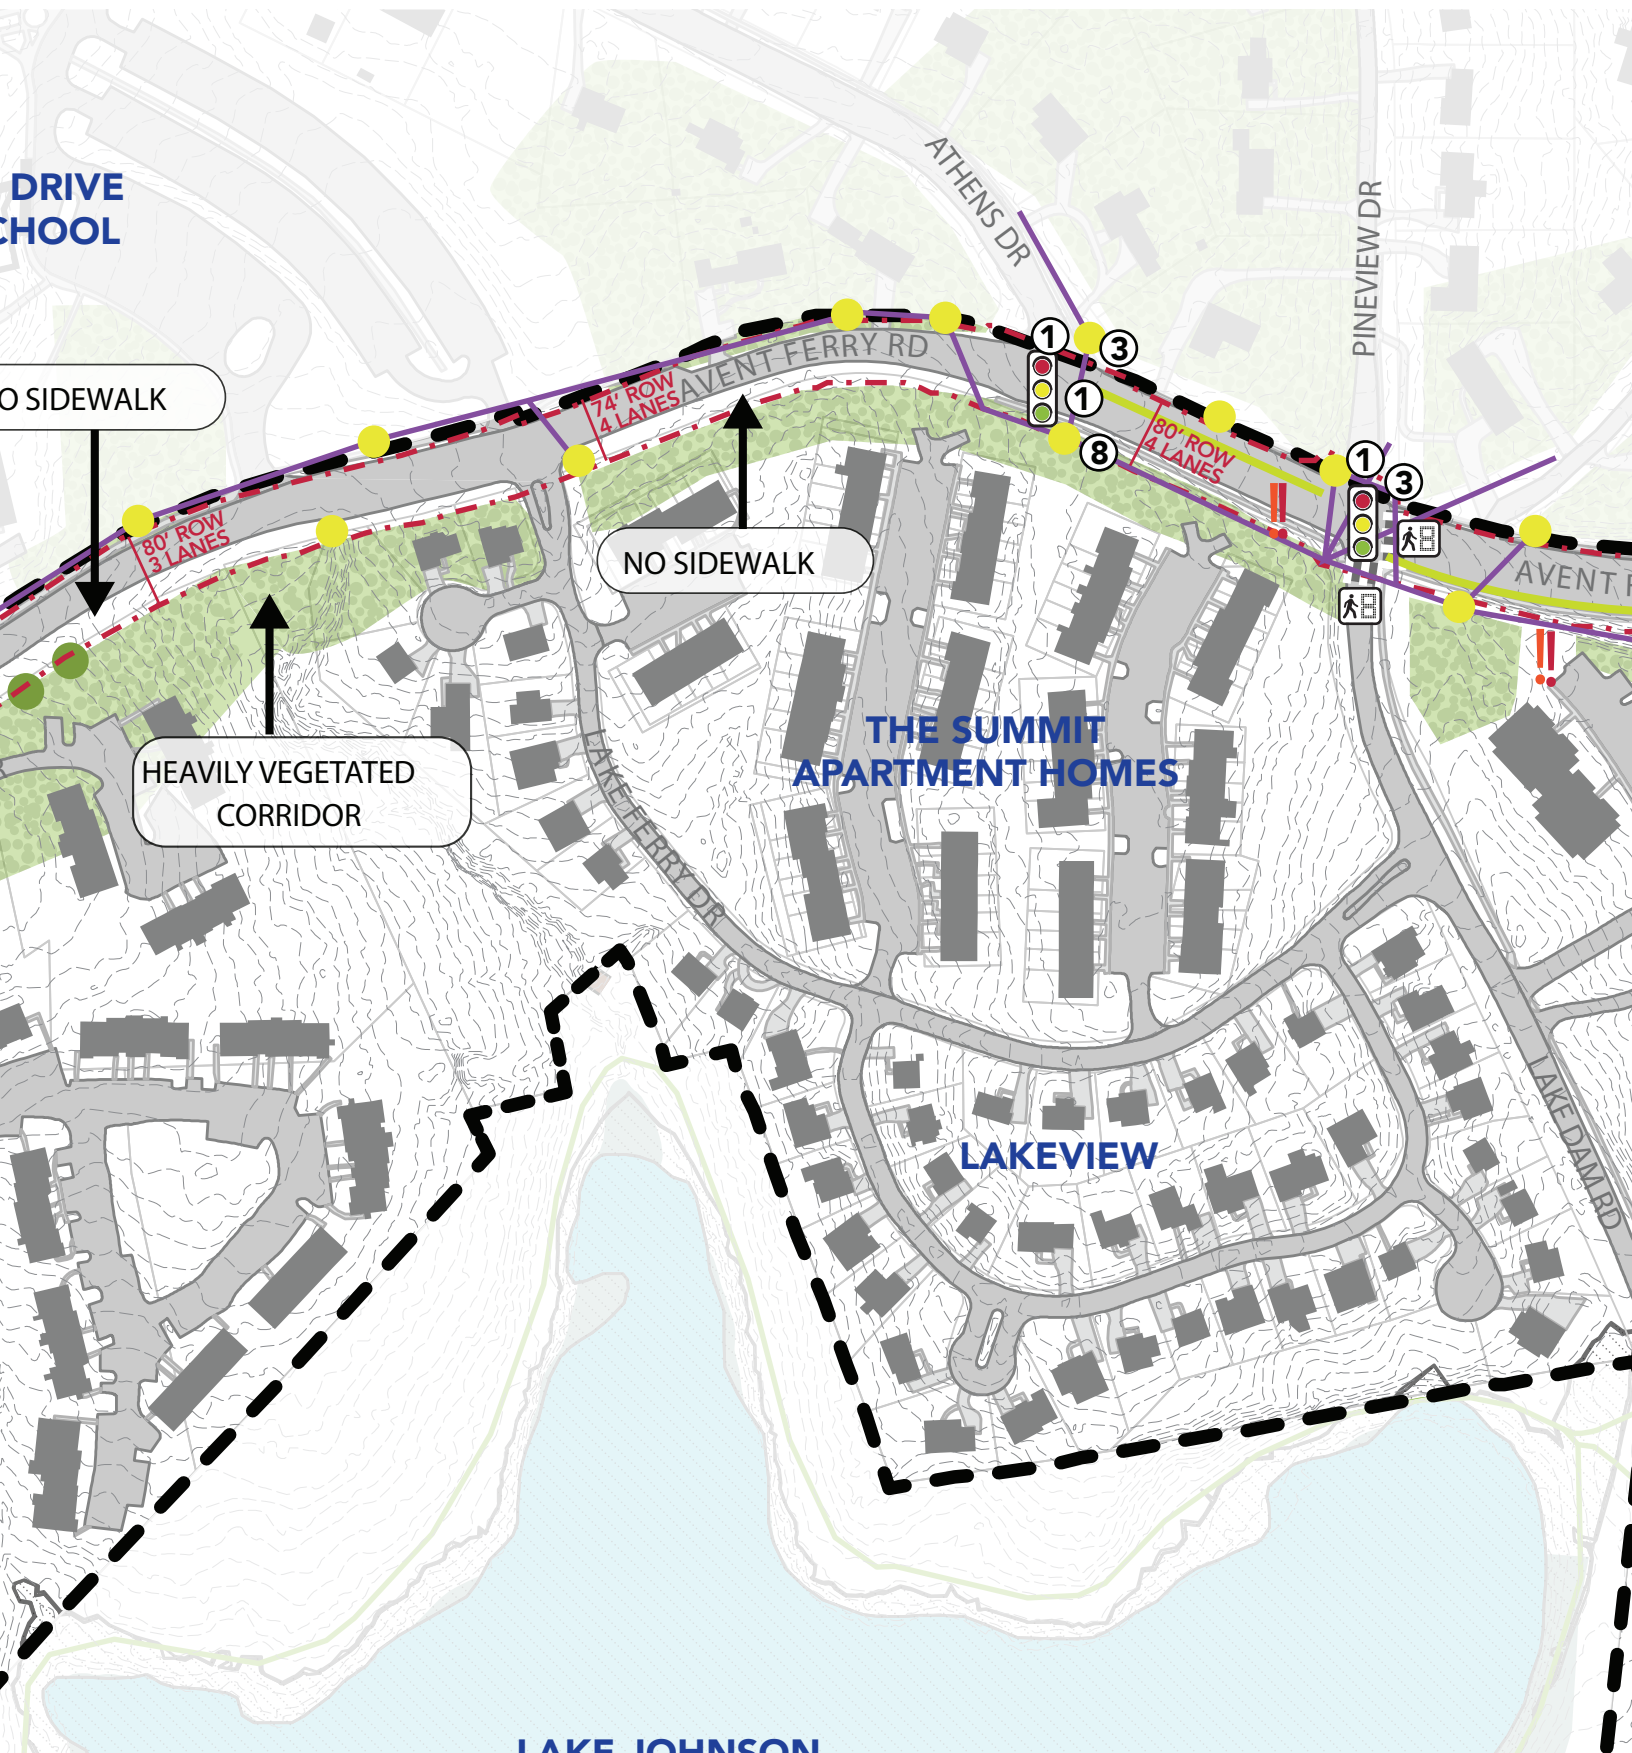 DRIVE
CHOOL
ATHENS DR
PINEVIEW DR
AVENT FERRY RD
1
3
74' ROW
4 LANES
O SIDEWALK
1
8
80' ROW
4 LANES
1
3
80' ROW
3 LANES
NO SIDEWALK
AVENT F
THE SUMMIT
APARTMENT HOMES
HEAVILY VEGETATED
CORRIDOR
LAKE FERRY DR
LAKEVIEW
LAKE DAM RD
LAKE JOHNSON